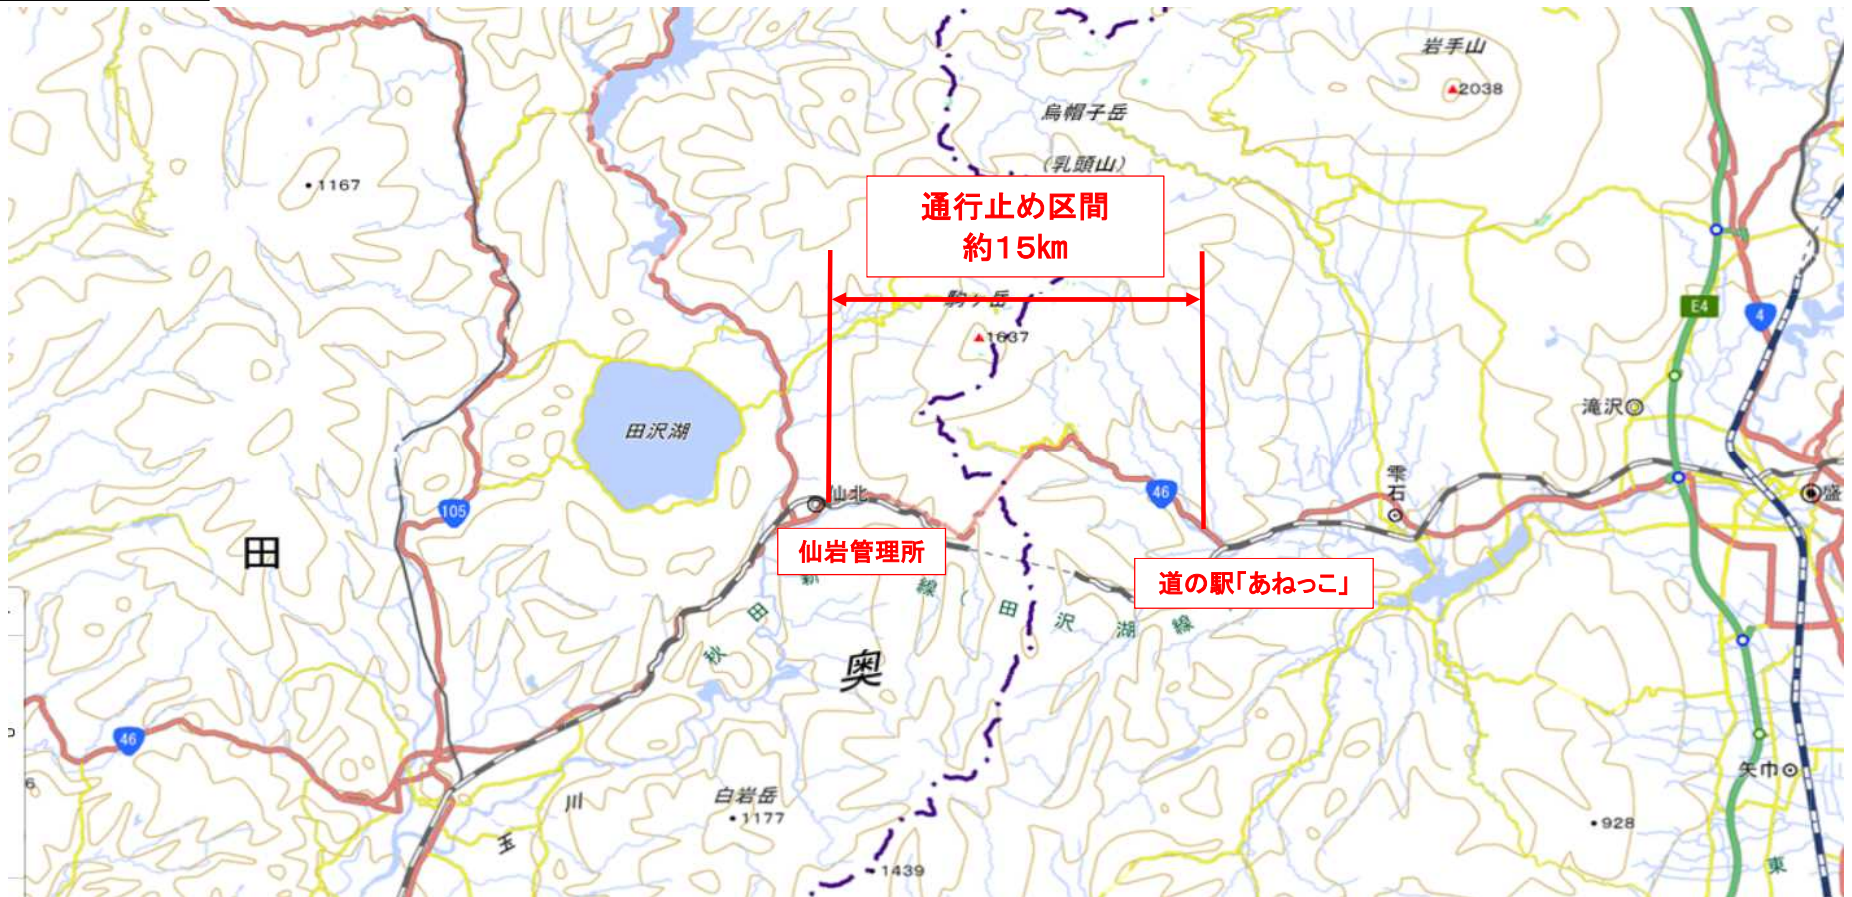 岩手山
2038
烏帽子岳
(乳頭山)
1167
通行止め区間
約15㎞
駒ヶ岳
1637
E4
4
滝沢
田沢湖
仙北
46
雫石
盛
105
田
仙岩管理所
道の駅「あねっこ」
秋田新線(田沢湖線
奥
46
矢巾
6
白岩岳
1177
玉川
928
1439
東